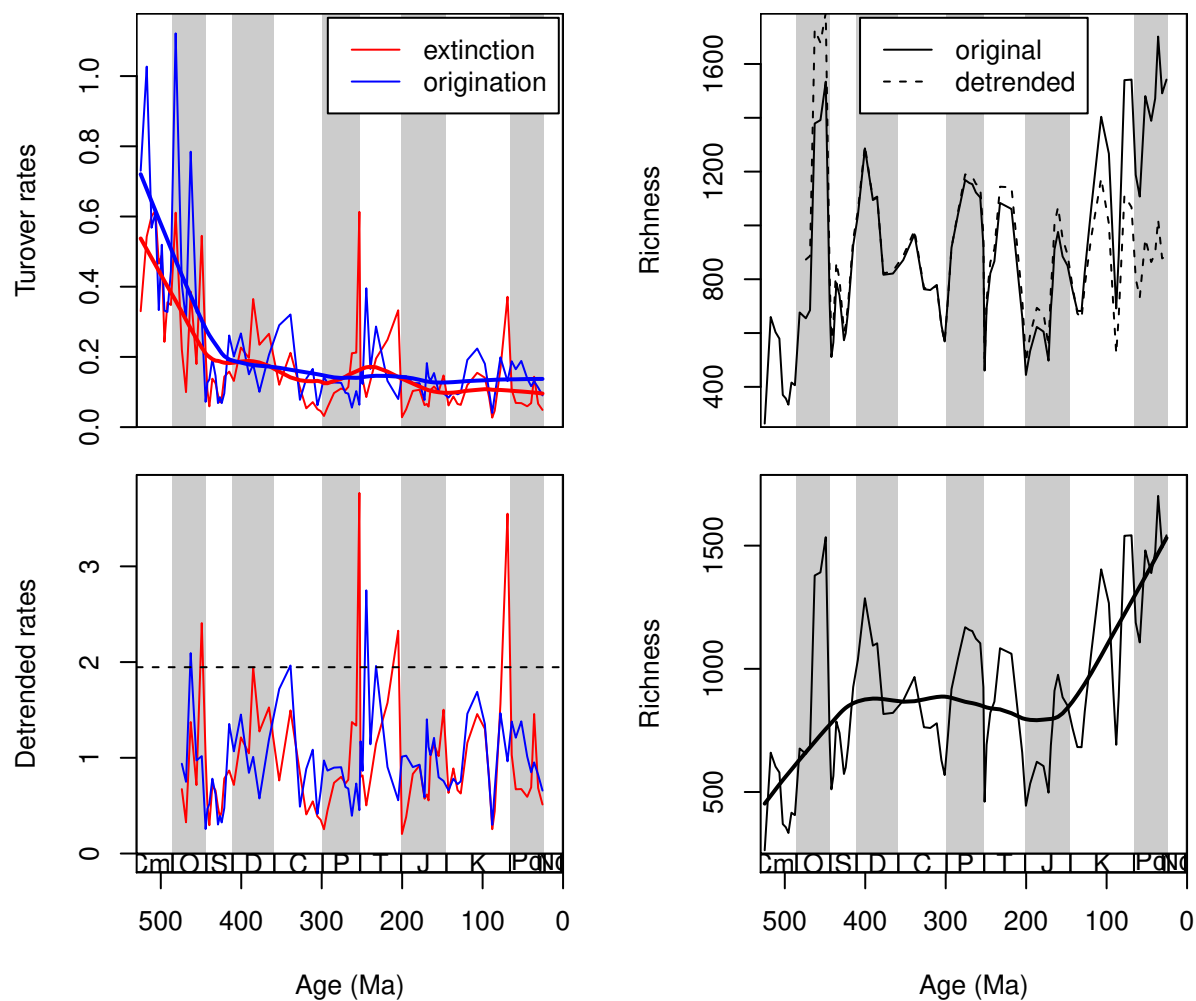 extinction
origination
Turover rates
0.0 0.2 0.4 0.6 0.8 1.0
original
detrended
Richness
400 800 1200 1600
Detrended rates
0 1 2 3
Cm O S D C P T J K
500 400 300 200 100 0
Age (Ma)
Richness
500 1000 1500
Cm O S D C P T J K
500 400 300 200 100 0
Age (Ma)